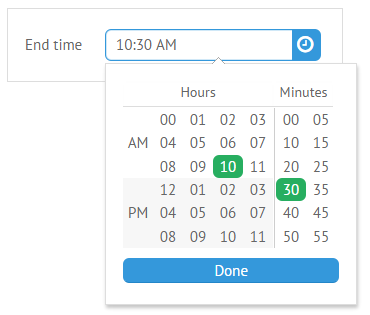 End time 10:30 AM
Hours Minutes
00 01 02 03 00 05
AM 04 05 06 07 10 15
08 09 10 11 20 25
12 01 02 03 30 35
PM 04 05 06 07 40 45
08 09 10 11 50 55
Done